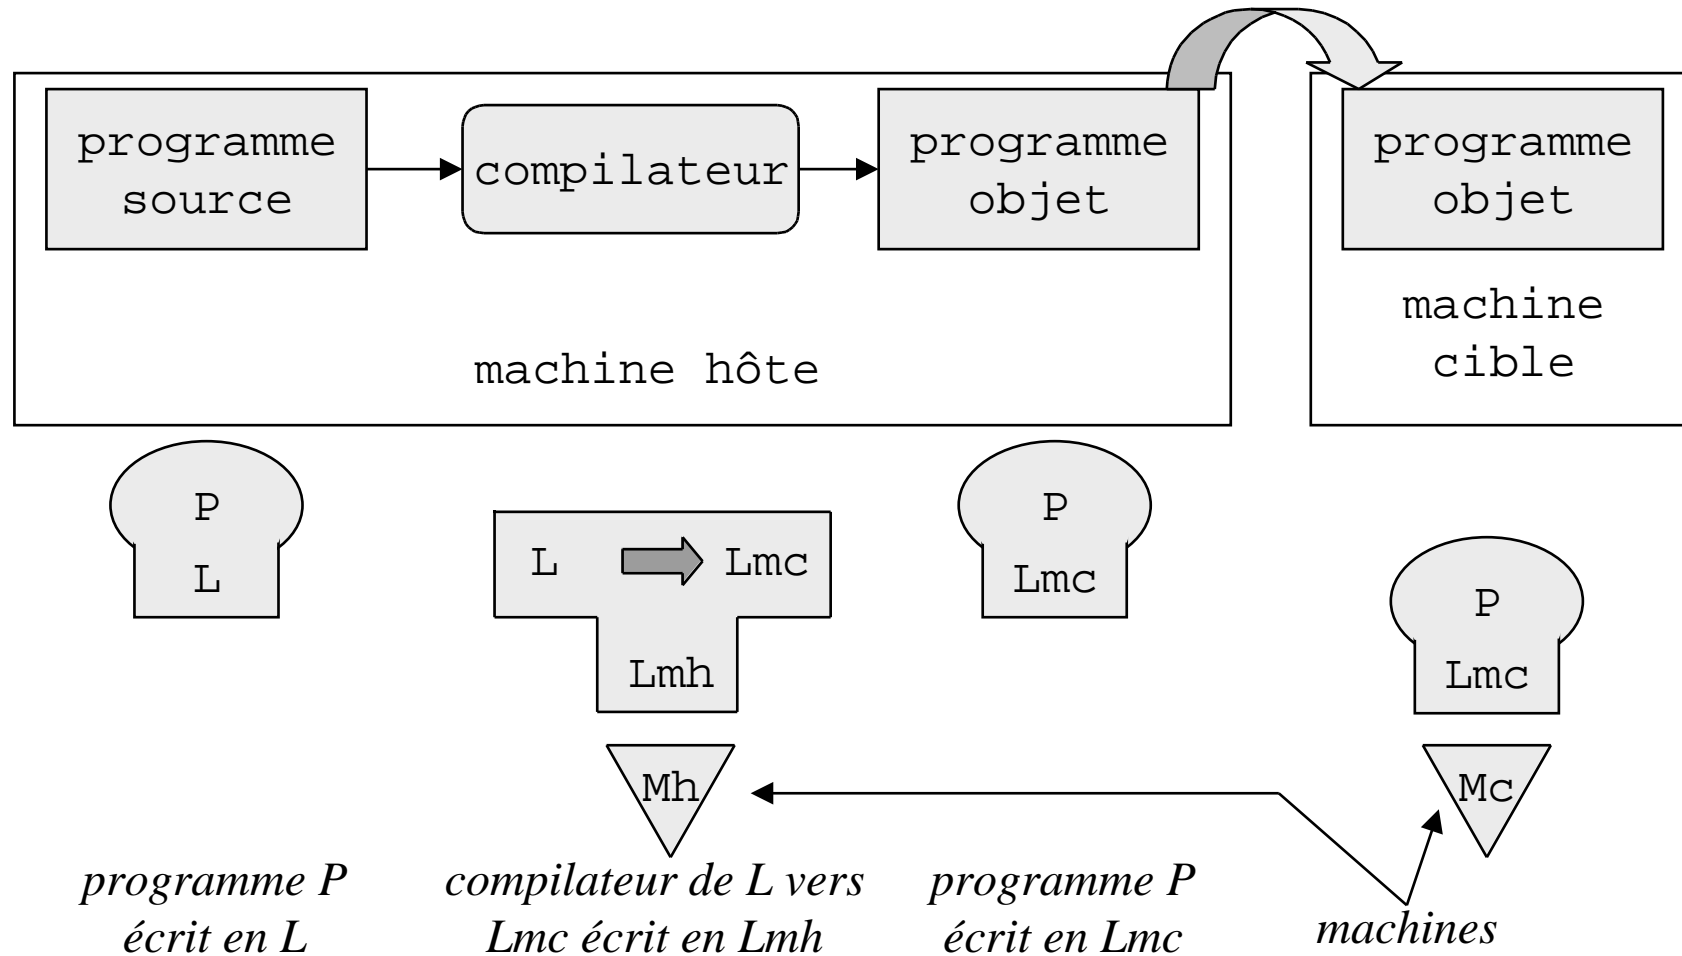 programme
source
compilateur
programme
objet
programme
objet
machine hôte
machine
cible
P
L
L
Lmc
Lmh
Mh
P
Lmc
P
Lmc
Mc
programme P
écrit en L
compilateur de L vers
Lmc écrit en Lmh
programme P
écrit en Lmc
machines